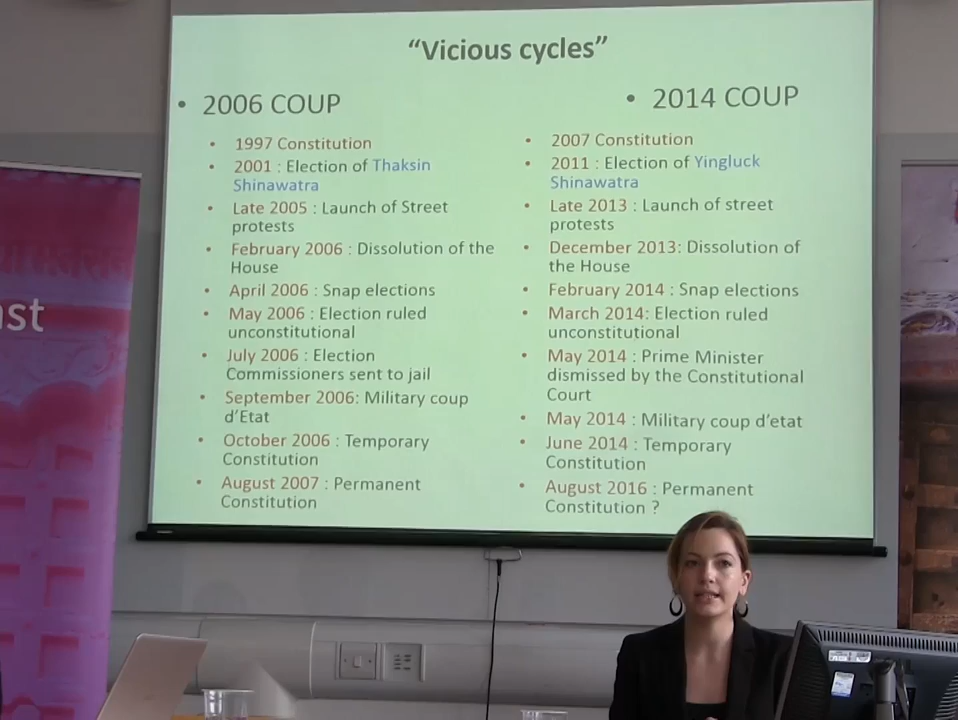 “Vicious cycles”
• 2006 COUP
• 1997 Constitution
• 2001 : Election of Thaksin
Shinawatra
• Late 2005 : Launch of Street
protests
• February 2006 : Dissolution of the
House
• April 2006 : Snap elections
• May 2006 : Election ruled
unconstitutional
• July 2006 : Election
Commissioners sent to jail
• September 2006: Military coup
d’Etat
• October 2006 : Temporary
Constitution
• August 2007 : Permanent
Constitution
• 2014 COUP
• 2007 Constitution
• 2011 : Election of Yingluck
Shinawatra
• Late 2013 : Launch of street
protests
• December 2013: Dissolution of
the House
• February 2014 : Snap elections
• March 2014: Election ruled
unconstitutional
• May 2014 : Prime Minister
dismissed by the Constitutional
Court
• May 2014 : Military coup d’etat
• June 2014 : Temporary
Constitution
• August 2016 : Permanent
Constitution ?
ast